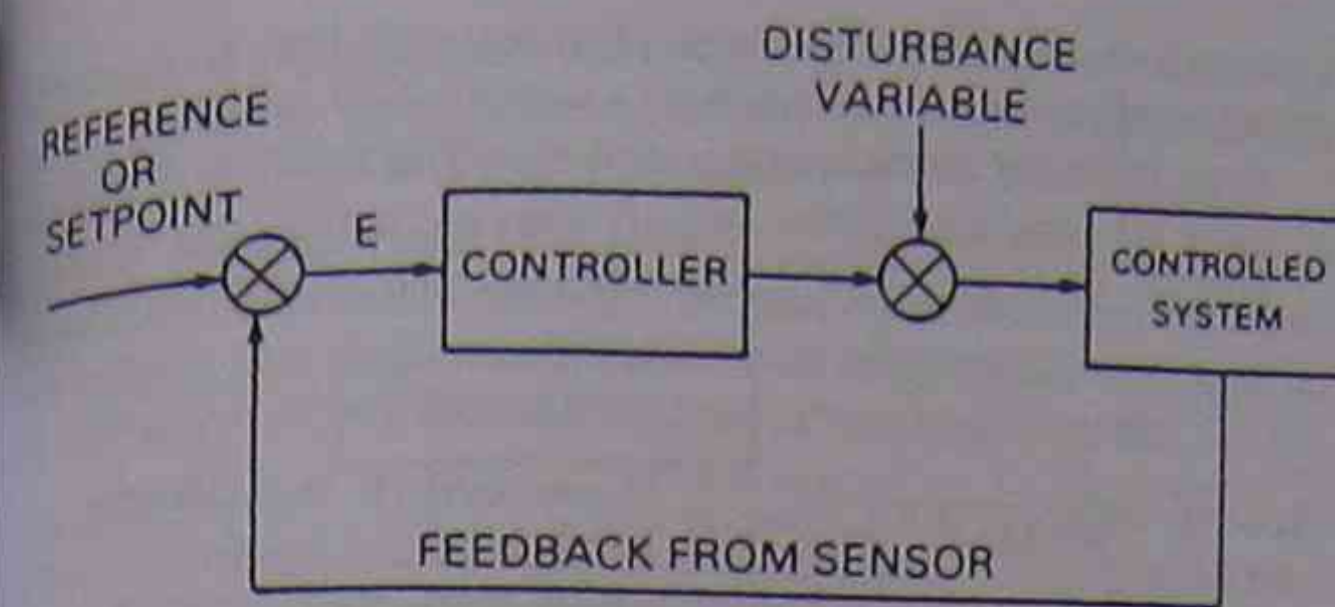 DISTURBANCE
VARIABLE
REFERENCE
OR
SETPOINT
E
CONTROLLER
CONTROLLED
SYSTEM
FEEDBACK FROM SENSOR